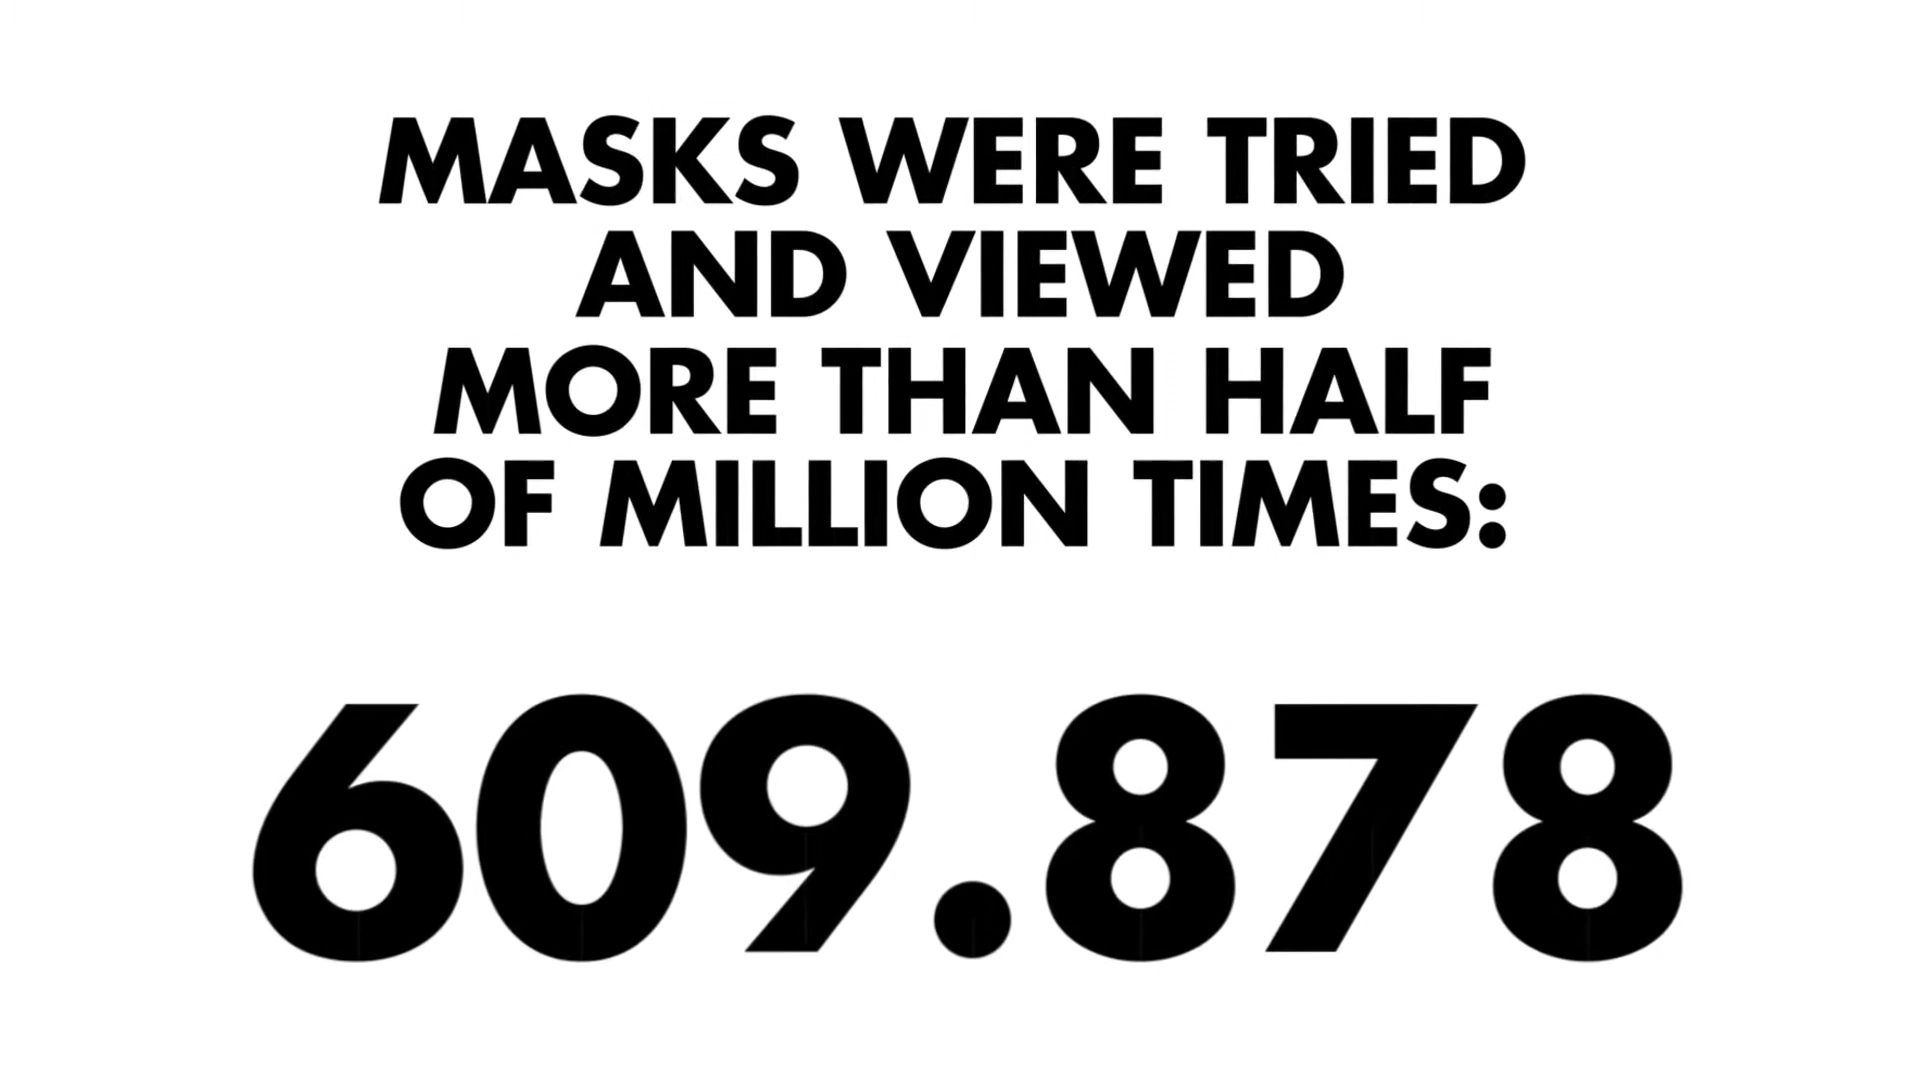 MASKS WERE TRIED
AND VIEWED
MORE THAN HALF
OF MILLION TIMES:
609.878